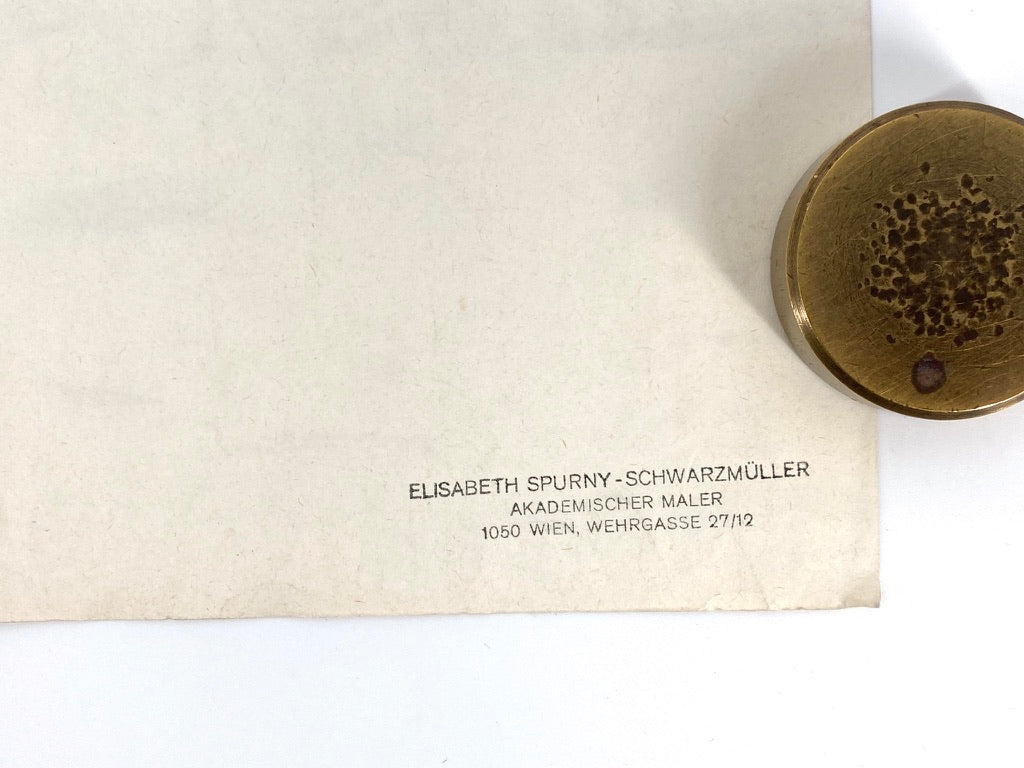 ELISABETH SPURNY-SCHWARZMÜLLER
AKADEMISCHER MALER
1050 WIEN, WEHRGASSE 27/12